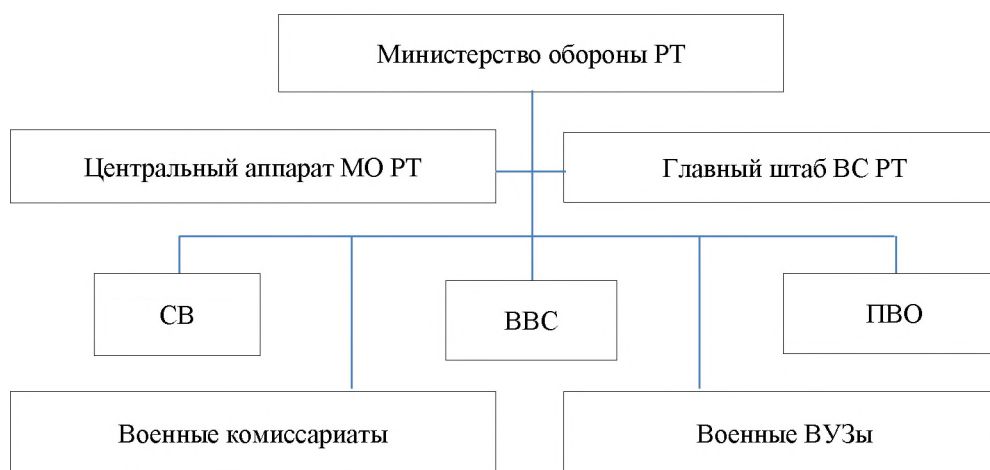 Министерство обороны РТ
Центральный аппарат МО РТ
Главный штаб ВС РТ
СВ
ВВС
ПВО
Военные комиссариаты
Военные ВУЗы